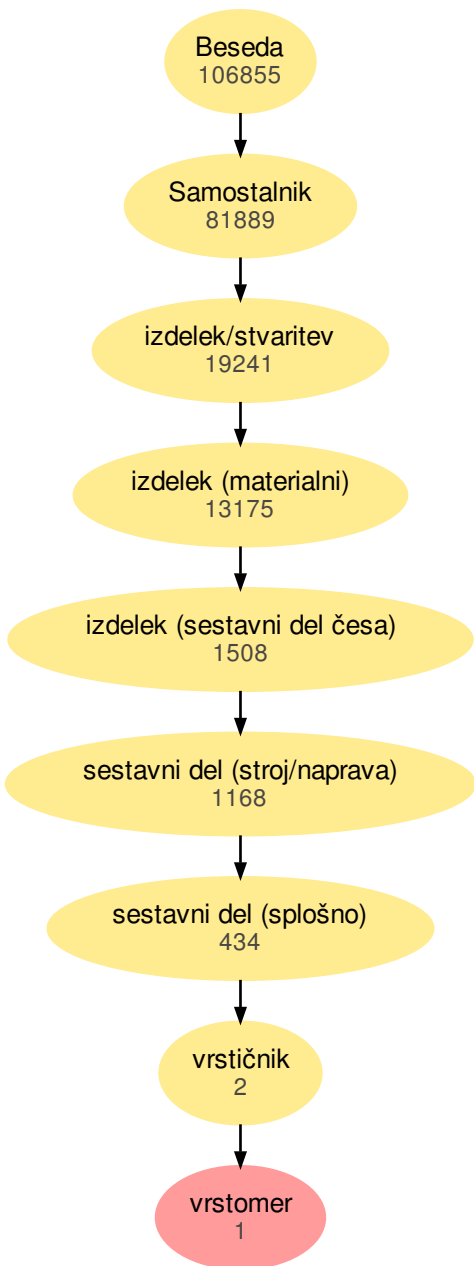 Beseda
106855
Samostalnik
81889
izdelek/stvaritev
19241
izdelek (materialni)
13175
izdelek (sestavni del česa)
1508
sestavni del (stroj/naprava)
1168
sestavni del (splošno)
434
vrstičnik
2
vrstomer
1